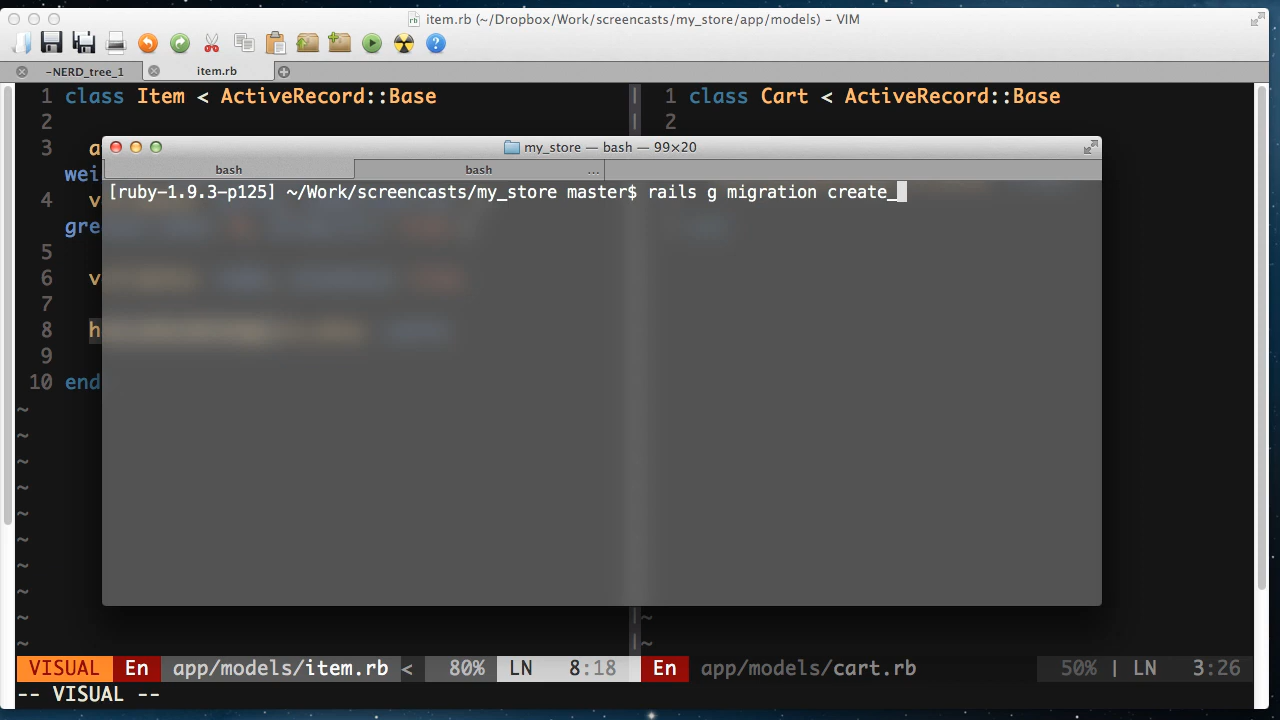 item.rb (~/Dropbox/Work/screencasts/my_store/app/models) – VIM
-NERD_tree_1
item.rb
1 class Item < ActiveRecord::Base
2
3 a
wei
4 v
gre
5
6 v
7
8 h
9
10 end
~
~
~
~
~
~
~
~
~
~
1 class Cart < ActiveRecord::Base
2
~
~
my_store — bash — 99×20
bash
bash
...
[ruby-1.9.3-p125] ~/Work/screencasts/my_store master$ rails g migration create_
VISUAL En app/models/item.rb < 80% LN 8:18
En app/models/cart.rb 50% | LN 3:26
-- VISUAL --